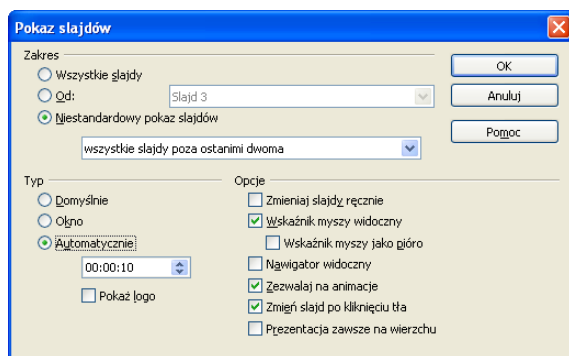 Pokaz slajdów
Zakres
Wszystkie slajdy
Od:
Slajd 3
Niestandardowy pokaz slajdów
wszystkie slajdy poza ostanimi dwoma
OK
Anuluj
Pomoc
Typ
Domyślnie
Okno
Automatycznie
00:00:10
Pokaż logo
Opcje
Zmieniaj slajdy ręcznie
Wskaźnik myszy widoczny
Wskaźnik myszy jako pióro
Nawigator widoczny
Zezwalaj na animacje
Zmień slajd po kliknięciu tła
Prezentacja zawsze na wierzchu